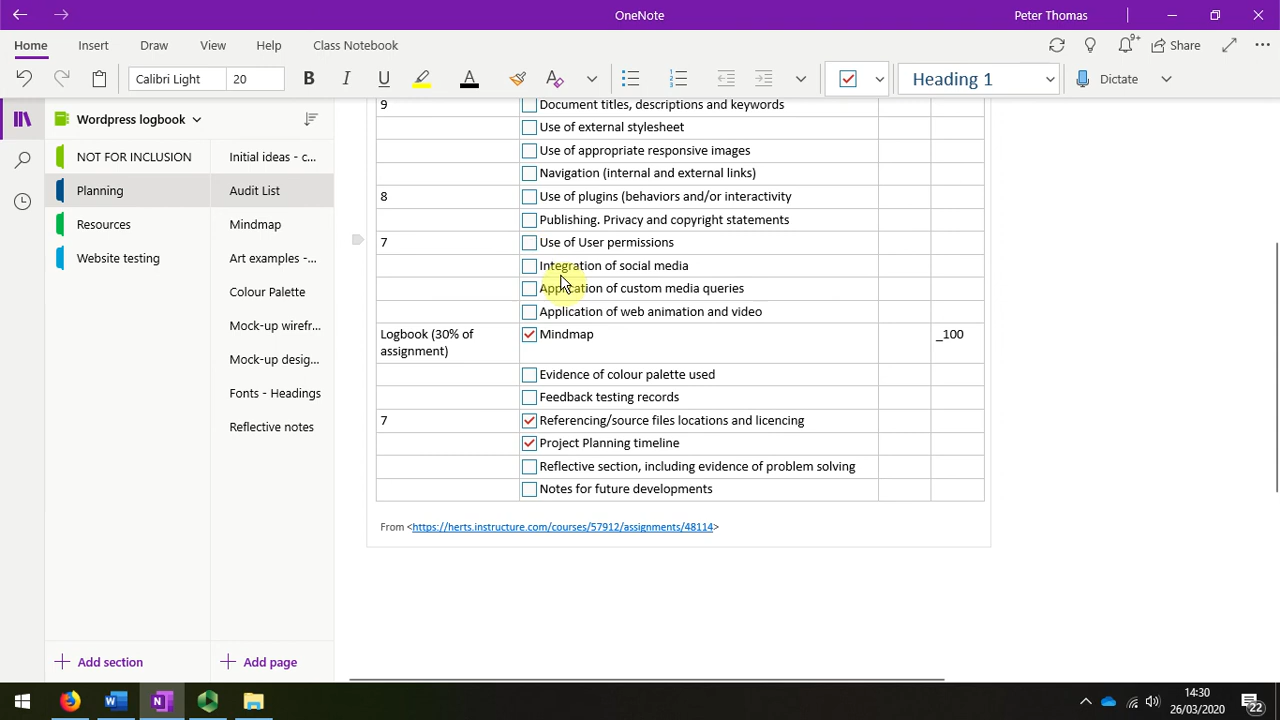 OneNote
Peter Thomas
Home Insert Draw View Help Class Notebook
Share
Calibri Light 20 B I U A A Heading 1 Dictate
Wordpress logbook
NOT FOR INCLUSION
Planning
Resources
Website testing
Initial ideas - c...
Audit List
Mindmap
Art examples -...
Colour Palette
Mock-up wirefr...
Mock-up desig...
Fonts - Headings
Reflective notes
9 Document titles, descriptions and keywords
Use of external stylesheet
Use of appropriate responsive images
Navigation (internal and external links)
8 Use of plugins (behaviors and/or interactivity
Publishing. Privacy and copyright statements
7 Use of User permissions
Integration of social media
Application of custom media queries
Application of web animation and video
Logbook (30% of Mindmap _100
assignment)
Evidence of colour palette used
Feedback testing records
7 Referencing/source files locations and licencing
Project Planning timeline
Reflective section, including evidence of problem solving
Notes for future developments
From <https://herts.instructure.com/courses/57912/assignments/48114>
Add section
Add page
14:30
26/03/2020
22